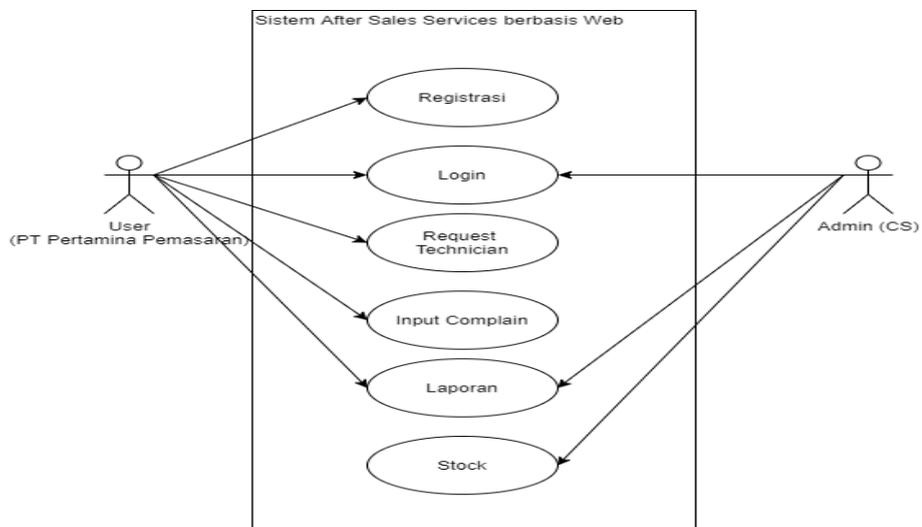 Sistem After Sales Services berbasis Web
Registrasi
Login
User
(PT Pertamina Pemasaran)
Admin (CS)
Request
Technician
Input Complain
Laporan
Stock